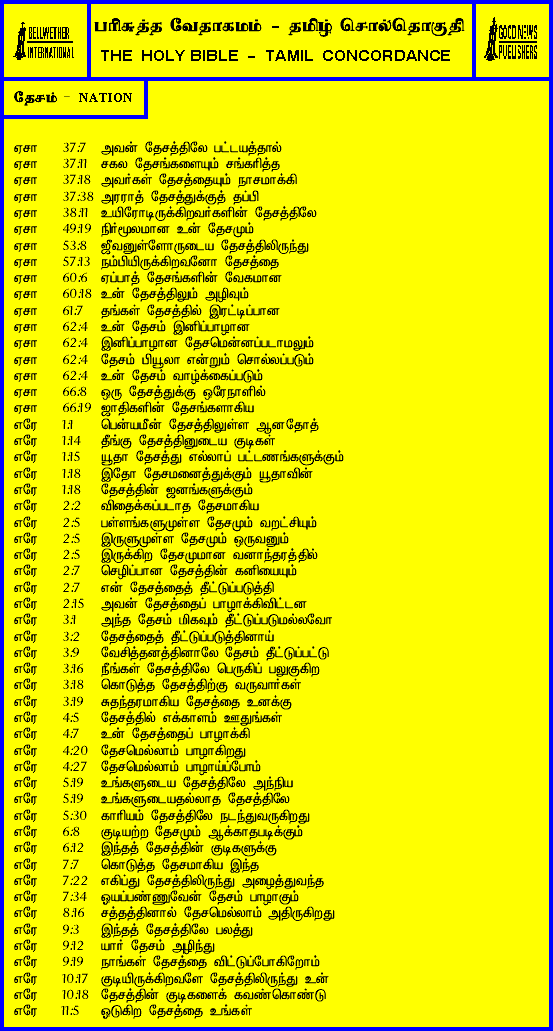 BELLWETHER
INTERNATIONAL
பரிசுத்த வேதாகமம் - தமிழ் சொல்தொகுதி
THE HOLY BIBLE - TAMIL CONCORDANCE
GOOD NEWS
PUBLISHERS
தேசம் - NATION
ஏசா 37:7 அவன் தேசத்திலே பட்டயத்தால்
ஏசா 37:11 சகல தேசங்களையும் சங்கரித்த
ஏசா 37:18 அவர்கள் தேசத்தையும் நாசமாக்கி
ஏசா 37:38 அரராத் தேசத்துக்குத் தப்பி
ஏசா 38:11 உயிரோடிருக்கிறவர்களின் தேசத்திலே
ஏசா 49:19 நிர்மூலமான உன் தேசமும்
ஏசா 53:8 ஜீவனுள்ளோருடைய தேசத்திலிருந்து
ஏசா 57:13 நம்பியிருக்கிறவனோ தேசத்தை
ஏசா 60:6 ஏப்பாத் தேசங்களின் வேகமான
ஏசா 60:18 உன் தேசத்திலும் அழிவும்
ஏசா 61:7 தங்கள் தேசத்தில் இரட்டிப்பான
ஏசா 62:4 உன் தேசம் இனிப்பாழான
ஏசா 62:4 இனிப்பாழான தேசமென்னப்படாமலும்
ஏசா 62:4 தேசம் பியூலா என்றும் சொல்லப்படும்
ஏசா 62:4 உன் தேசம் வாழ்க்கைப்படும்
ஏசா 66:8 ஒரு தேசத்துக்கு ஒரேநாளில்
ஏசா 66:19 ஜாதிகளின் தேசங்களாகிய
எரே 1:1 பென்யமீன் தேசத்திலுள்ள ஆனதோத்
எரே 1:14 தீங்கு தேசத்தினுடைய குடிகள்
எரே 1:15 யூதா தேசத்து எல்லாப் பட்டணங்களுக்கும்
எரே 1:18 இதோ தேசமனைத்துக்கும் யூதாவின்
எரே 1:18 தேசத்தின் ஜனங்களுக்கும்
எரே 2:2 விதைக்கப்படாத தேசமாகிய
எரே 2:5 பள்ளங்களுமுள்ள தேசமும் வறட்சியும்
எரே 2:5 இருளுமுள்ள தேசமும் ஒருவனும்
எரே 2:5 இருக்கிற தேசமுமான வனாந்தரத்தில்
எரே 2:7 செழிப்பான தேசத்தின் கனியையும்
எரே 2:7 என் தேசத்தைத் தீட்டுப்படுத்தி
எரே 2:15 அவன் தேசத்தைப் பாழாக்கிவிட்டன
எரே 3:1 அந்த தேசம் மிகவும் தீட்டுப்படுமல்லவோ
எரே 3:2 தேசத்தைத் தீட்டுப்படுத்தினாய்
எரே 3:9 வேசித்தனத்தினாலே தேசம் தீட்டுப்பட்டு
எரே 3:16 நீங்கள் தேசத்திலே பெருகிப் பலுகுகிற
எரே 3:18 கொடுத்த தேசத்திற்கு வருவார்கள்
எரே 3:19 சுதந்தரமாகிய தேசத்தை உனக்கு
எரே 4:5 தேசத்தில் எக்காளம் ஊதுங்கள்
எரே 4:7 உன் தேசத்தைப் பாழாக்கி
எரே 4:20 தேசமெல்லாம் பாழாகிறது
எரே 4:27 தேசமெல்லாம் பாழாய்ப்போம்
எரே 5:19 உங்களுடைய தேசத்திலே அந்நிய
எரே 5:19 உங்களுடையதல்லாத தேசத்திலே
எரே 5:30 காரியம் தேசத்திலே நடந்துவருகிறது
எரே 6:8 குடியற்ற தேசமும் ஆக்காதபடிக்கும்
எரே 6:12 இந்தத் தேசத்தின் குடிகளுக்கு
எரே 7:7 கொடுத்த தேசமாகிய இந்த
எரே 7:22 எகிப்து தேசத்திலிருந்து அழைத்துவந்த
எரே 7:34 ஓயப்பண்ணுவேன் தேசம் பாழாகும்
எரே 8:16 சத்தத்தினால் தேசமெல்லாம் அதிருகிறது
எரே 9:3 இந்தத் தேசத்திலே பலத்து
எரே 9:12 யார் தேசம் அழிந்து
எரே 9:19 நாங்கள் தேசத்தை விட்டுப்போகிறோம்
எரே 10:17 குடியிருக்கிறவளே தேசத்திலிருந்து உன்
எரே 10:18 தேசத்தின் குடிகளைக் கவண்கொண்டு
எரே 11:5 ஓடுகிற தேசத்தை உங்கள்